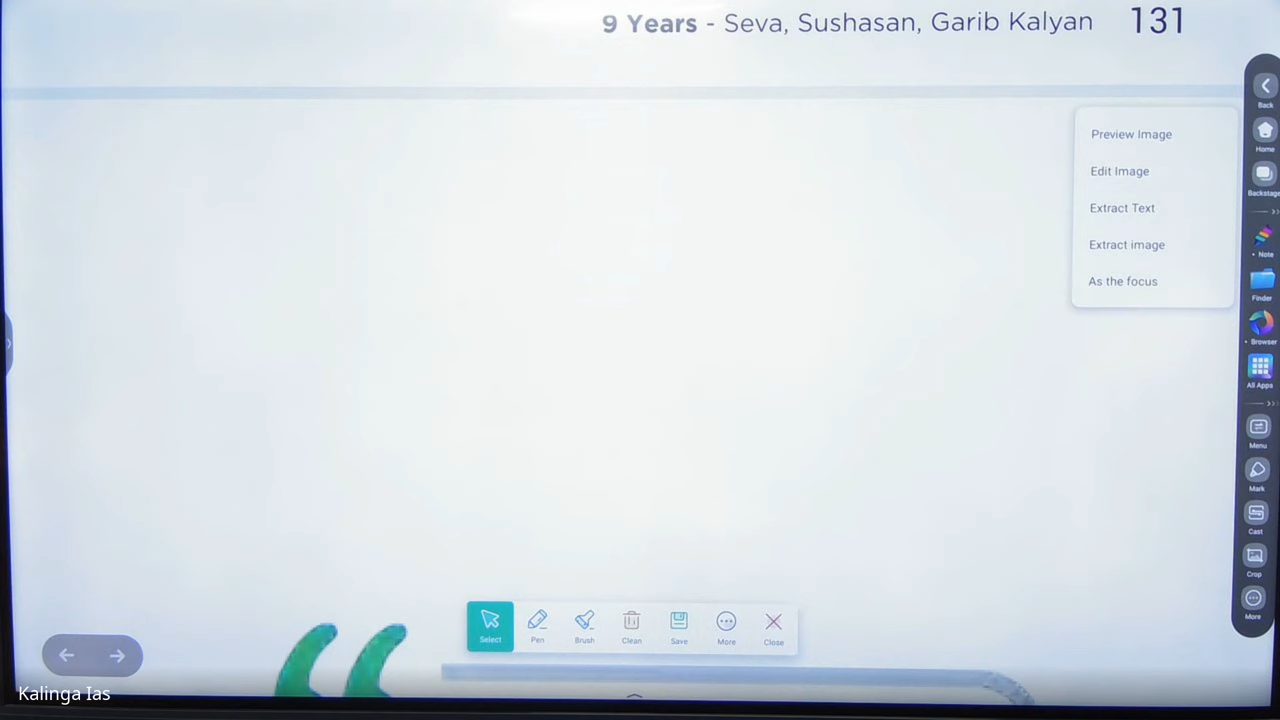 9 Years - Seva, Sushasan, Garib Kalyan 131
Preview Image
Edit Image
Extract Text
Extract image
As the focus
Back
Home
Backstage
Note
Finder
Browser
All Apps
Menu
Mark
Cast
Crop
More
Select
Pen
Brush
Clean
Save
More
Close
Kalinga Ias